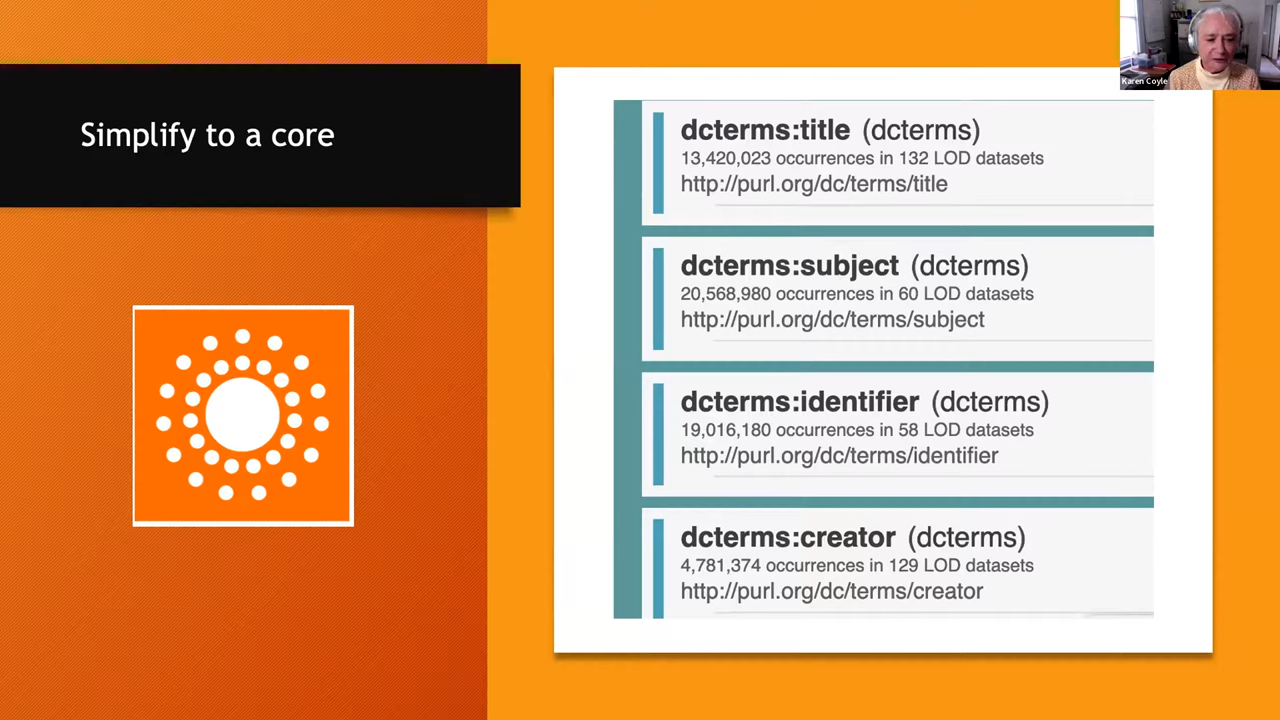 Simplify to a core
dcterms:title (dcterms)
13,420,023 occurrences in 132 LOD datasets
http://purl.org/dc/terms/title
dcterms:subject (dcterms)
20,568,980 occurrences in 60 LOD datasets
http://purl.org/dc/terms/subject
dcterms:identifier (dcterms)
19,016,180 occurrences in 58 LOD datasets
http://purl.org/dc/terms/identifier
dcterms:creator (dcterms)
4,781,374 occurrences in 129 LOD datasets
http://purl.org/dc/terms/creator
Karen Coyle